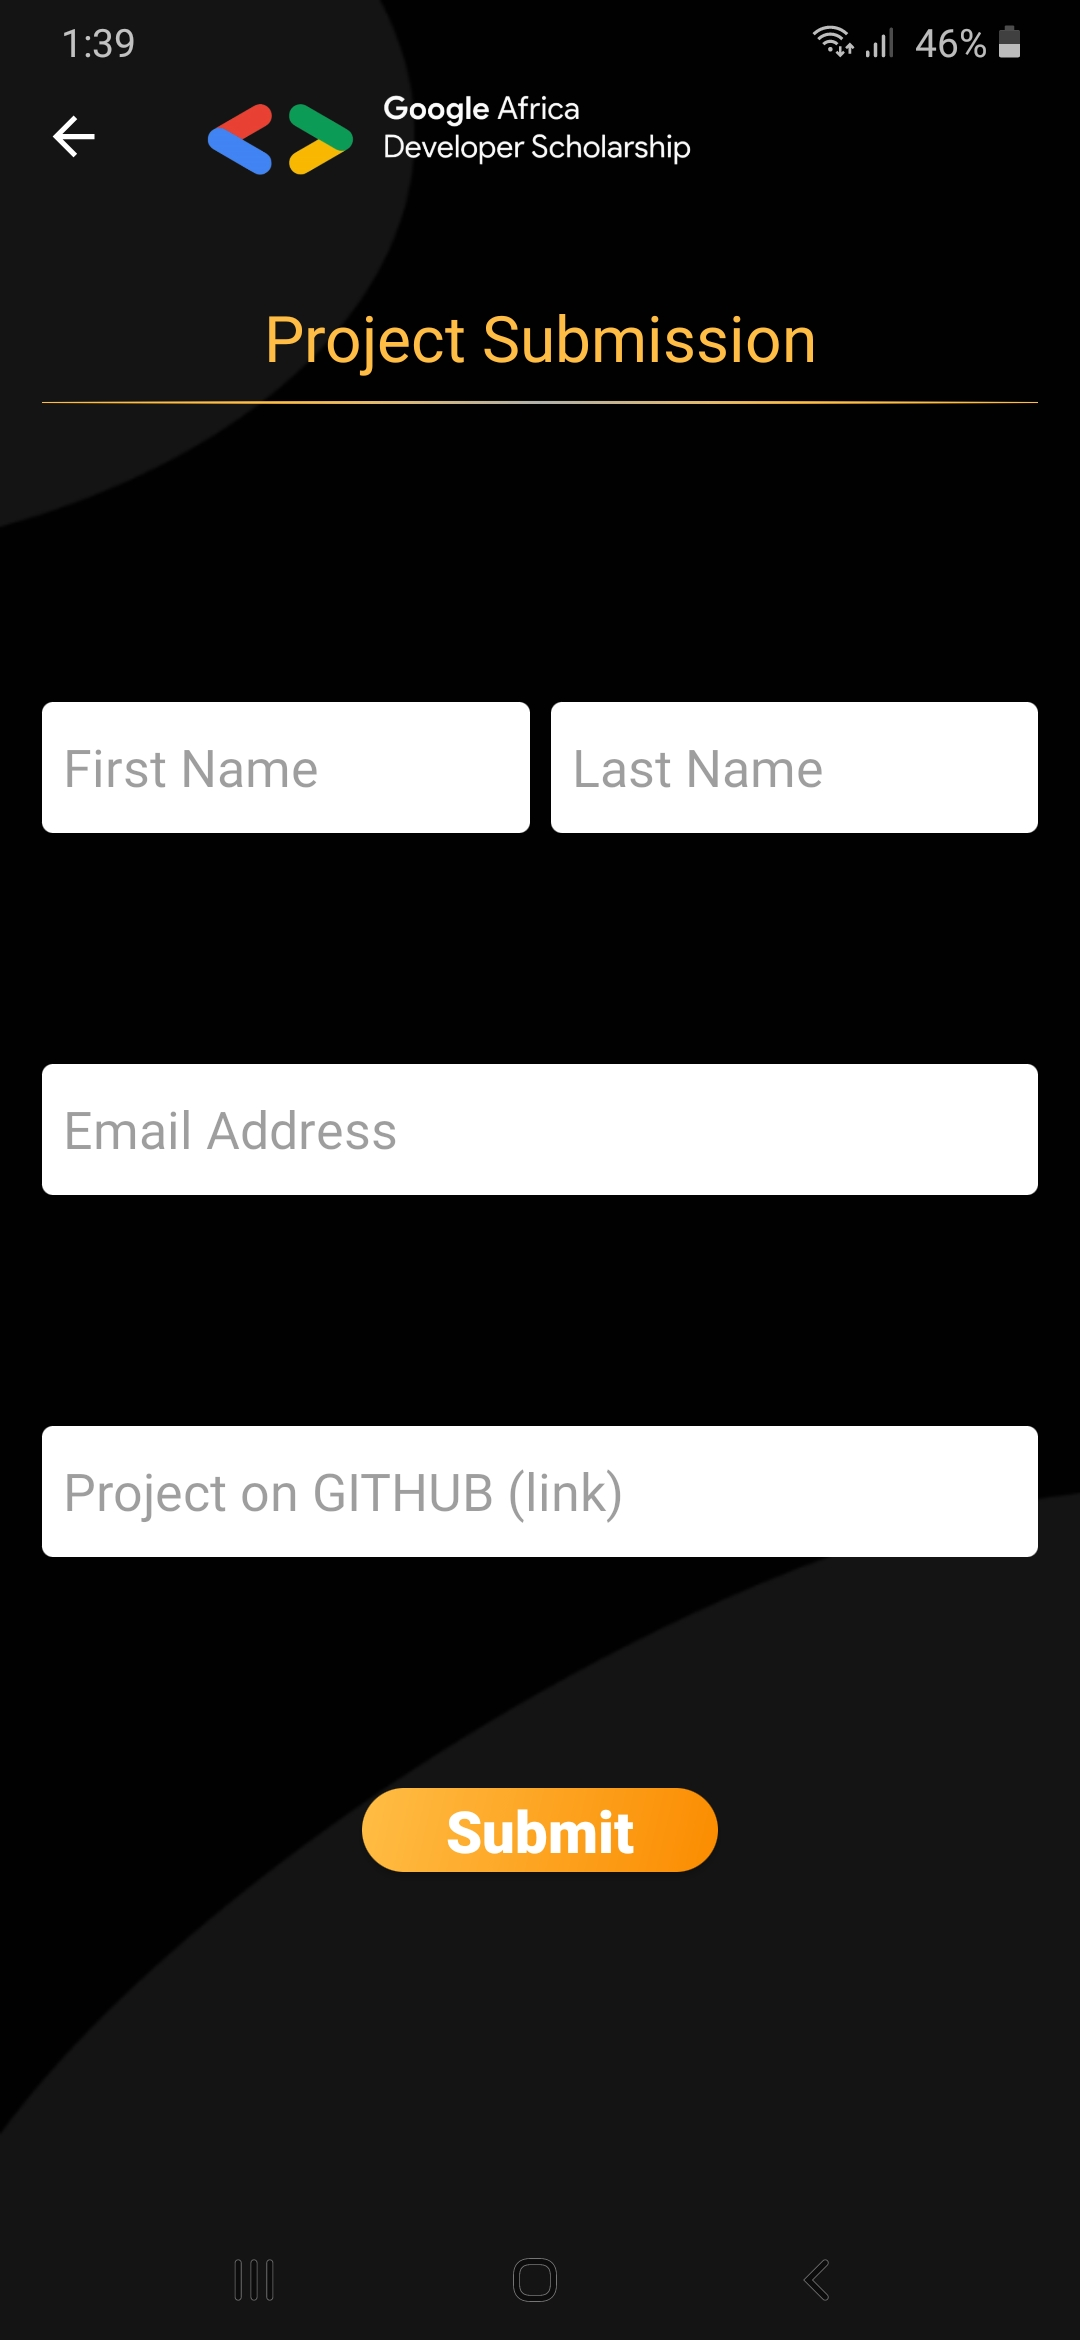 1:39
46%
Google Africa
Developer Scholarship
Project Submission
First Name
Last Name
Email Address
Project on GITHUB (link)
Submit